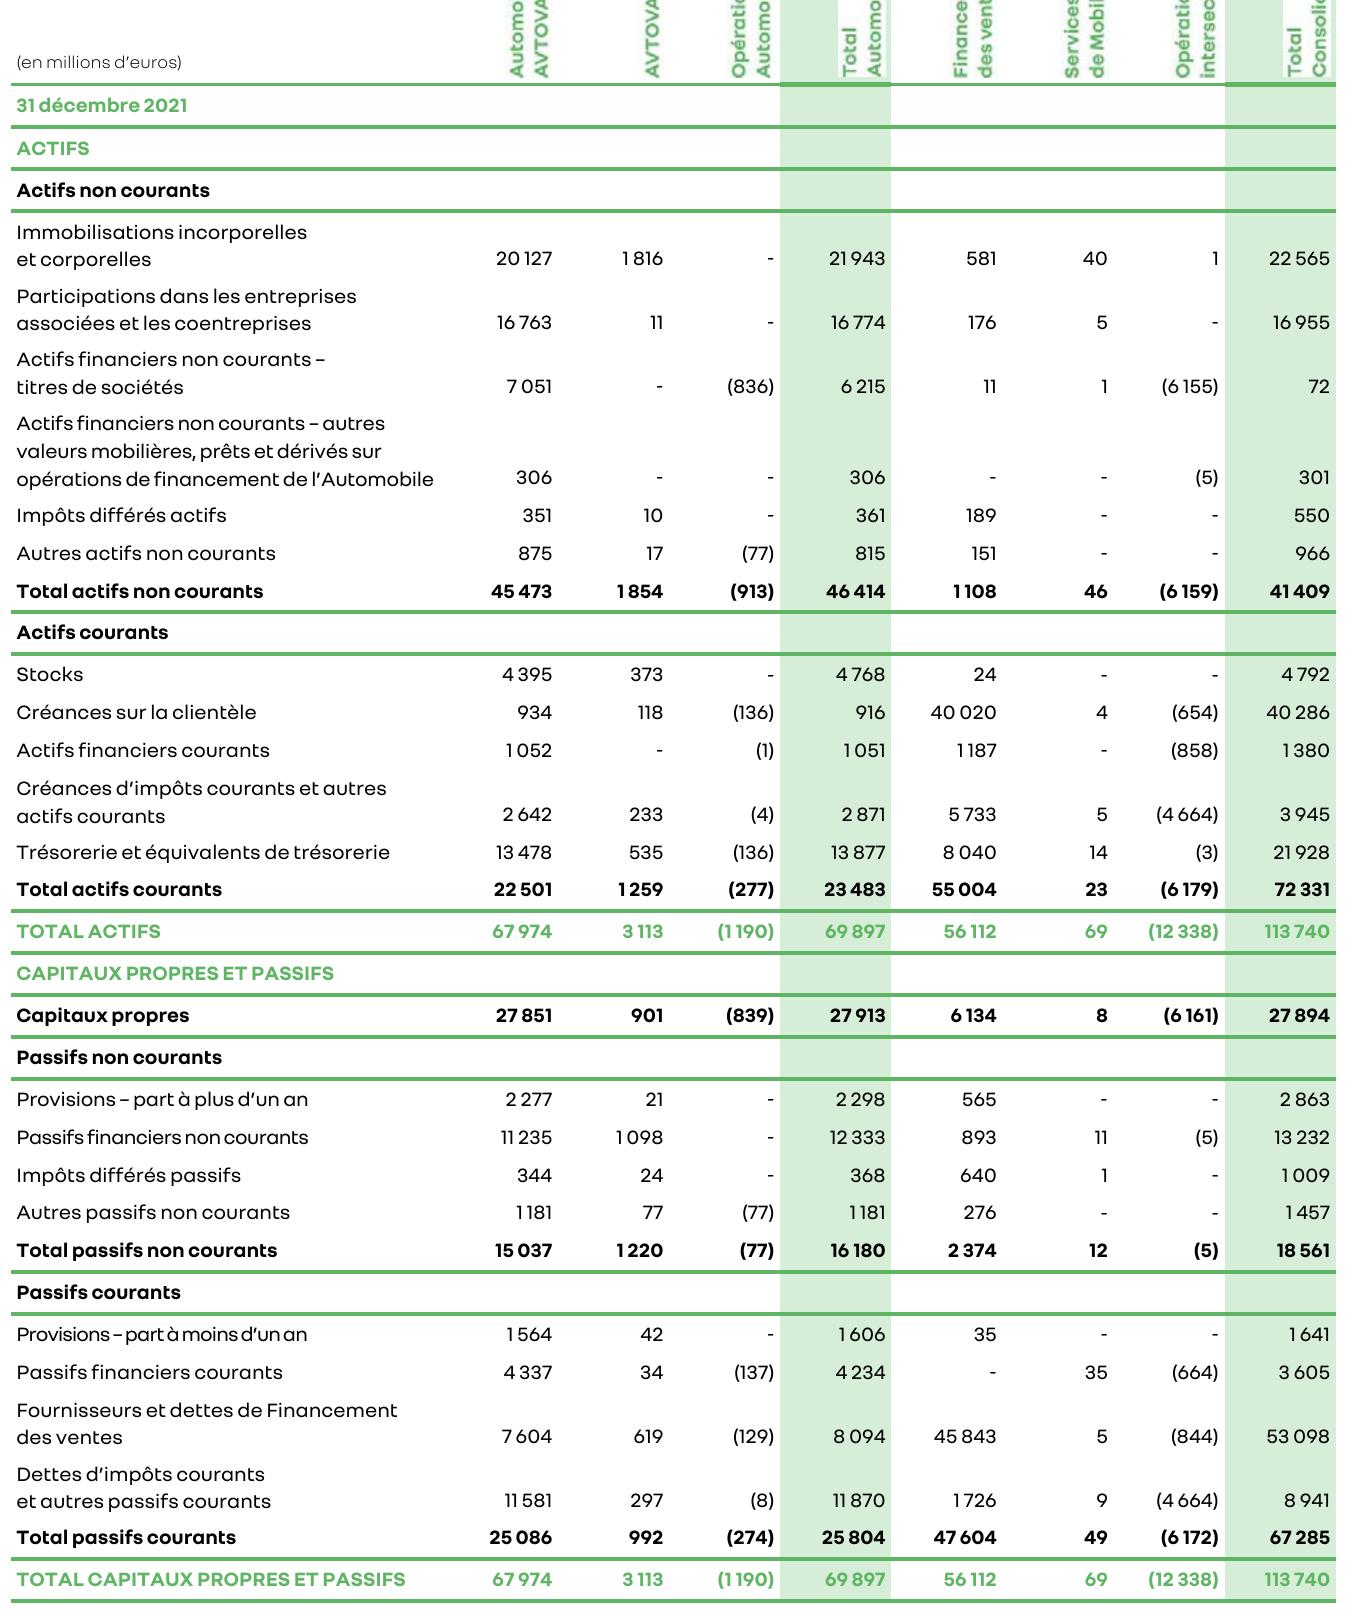 Automo
AVTOVA
AVTOVA
Opérati
Automo
Total
Automo
Finance
des vent
Services
de Mobil
Opérati
intersec
Total
Consoli
(en millions d’euros)
31 décembre 2021
ACTIFS
Actifs non courants
Immobilisations incorporelles
et corporelles 20 127 1 816 - 21 943 581 40 1 22 565
Participations dans les entreprises
associées et les coentreprises 16 763 11 - 16 774 176 5 - 16 955
Actifs financiers non courants –
titres de sociétés 7 051 - (836) 6 215 11 1 (6 155) 72
Actifs financiers non courants – autres
valeurs mobilières, prêts et dérivés sur
opérations de financement de l’Automobile 306 - - 306 - - (5) 301
Impôts différés actifs 351 10 - 361 189 - - 550
Autres actifs non courants 875 17 (77) 815 151 - - 966
Total actifs non courants 45 473 1 854 (913) 46 414 1 108 46 (6 159) 41 409
Actifs courants
Stocks 4 395 373 - 4 768 24 - - 4 792
Créances sur la clientèle 934 118 (136) 916 40 020 4 (654) 40 286
Actifs financiers courants 1 052 - (1) 1 051 1 187 - (858) 1 380
Créances d’impôts courants et autres
actifs courants 2 642 233 (4) 2 871 5 733 5 (4 664) 3 945
Trésorerie et équivalents de trésorerie 13 478 535 (136) 13 877 8 040 14 (3) 21 928
Total actifs courants 22 501 1 259 (277) 23 483 55 004 23 (6 179) 72 331
TOTAL ACTIFS 67 974 3 113 (1 190) 69 897 56 112 69 (12 338) 113 740
CAPITAUX PROPRES ET PASSIFS
Capitaux propres 27 851 901 (839) 27 913 6 134 8 (6 161) 27 894
Passifs non courants
Provisions – part à plus d’un an 2 277 21 - 2 298 565 - - 2 863
Passifs financiers non courants 11 235 1 098 - 12 333 893 11 (5) 13 232
Impôts différés passifs 344 24 - 368 640 1 - 1 009
Autres passifs non courants 1 181 77 (77) 1 181 276 - - 1 457
Total passifs non courants 15 037 1 220 (77) 16 180 2 374 12 (5) 18 561
Passifs courants
Provisions – part à moins d’un an 1 564 42 - 1 606 35 - - 1 641
Passifs financiers courants 4 337 34 (137) 4 234 - 35 (664) 3 605
Fournisseurs et dettes de Financement
des ventes 7 604 619 (129) 8 094 45 843 5 (844) 53 098
Dettes d’impôts courants
et autres passifs courants 11 581 297 (8) 11 870 1 726 9 (4 664) 8 941
Total passifs courants 25 086 992 (274) 25 804 47 604 49 (6 172) 67 285
TOTAL CAPITAUX PROPRES ET PASSIFS 67 974 3 113 (1 190) 69 897 56 112 69 (12 338) 113 740